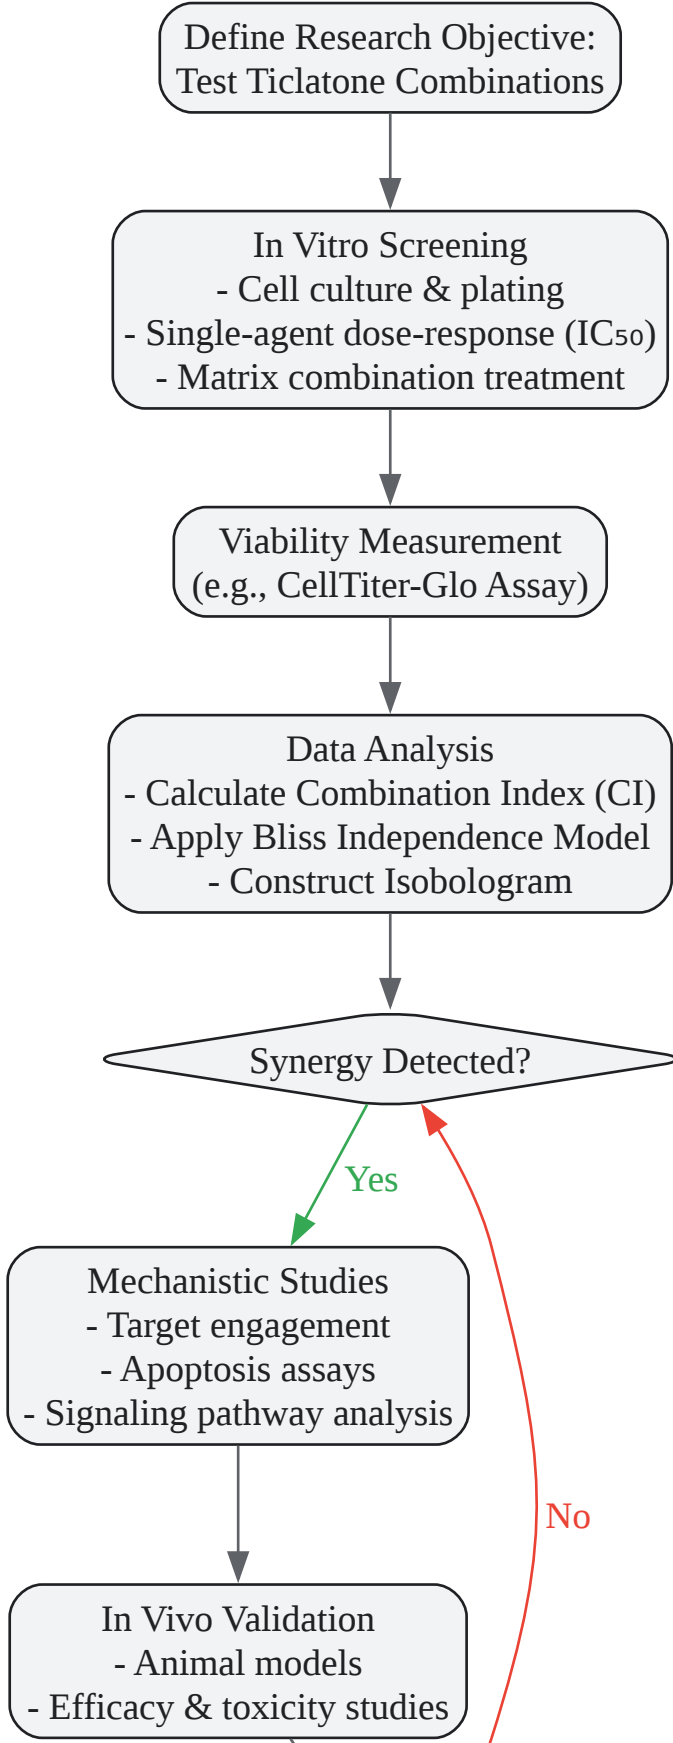 Define Research Objective:
Test Ticlatone Combinations
In Vitro Screening
- Cell culture & plating
- Single-agent dose-response (IC₅₀)
- Matrix combination treatment
Viability Measurement
(e.g., CellTiter-Glo Assay)
Data Analysis
- Calculate Combination Index (CI)
- Apply Bliss Independence Model
- Construct Isobologram
Synergy Detected?
Yes
Mechanistic Studies
- Target engagement
- Apoptosis assays
- Signaling pathway analysis
No
In Vivo Validation
- Animal models
- Efficacy & toxicity studies